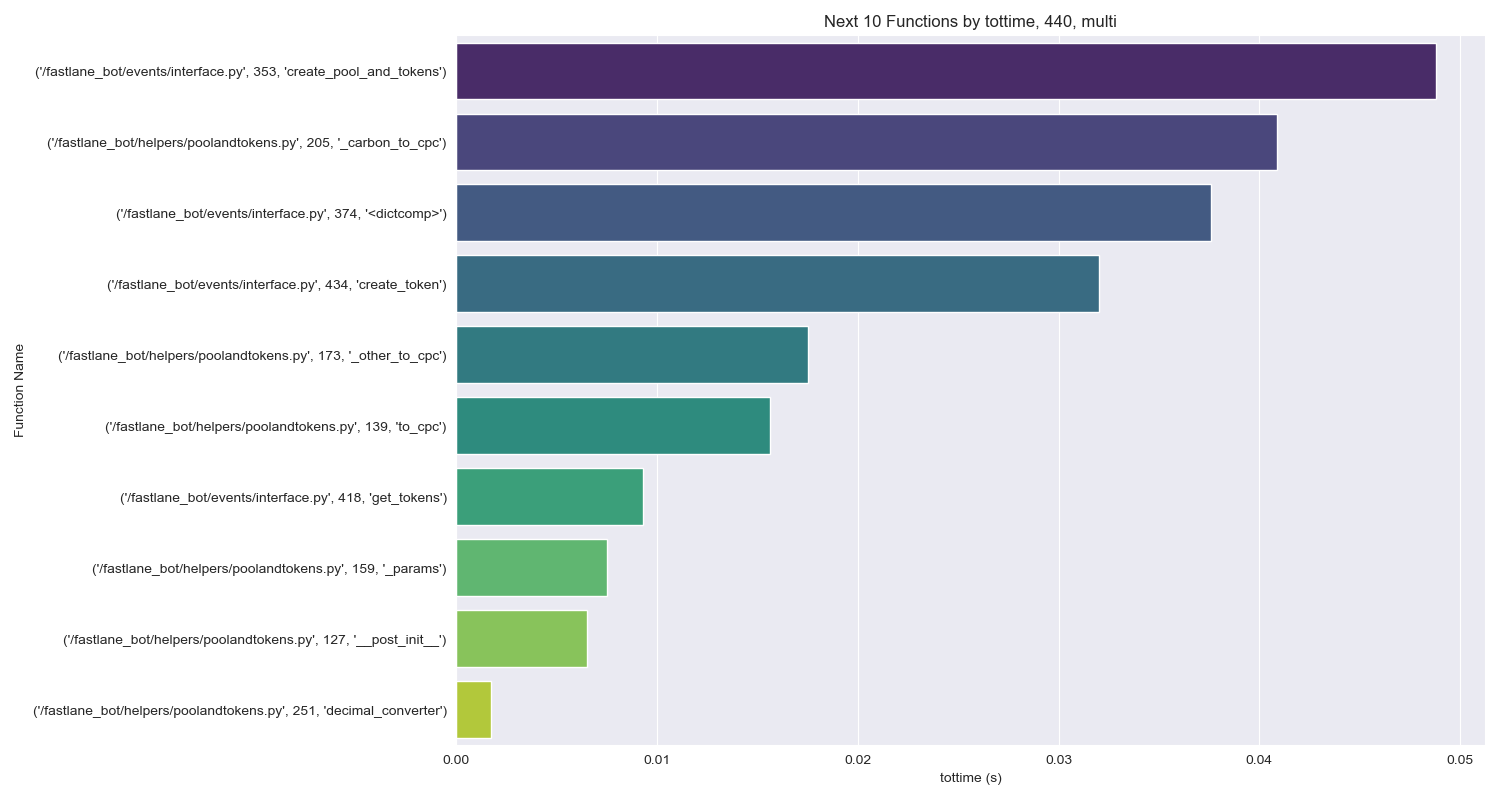 Next 10 Functions by tottime, 440, multi
('/fastlane_bot/events/interface.py', 353, 'create_pool_and_tokens')
('/fastlane_bot/helpers/poolandtokens.py', 205, '_carbon_to_cpc')
('/fastlane_bot/events/interface.py', 374, '<dictcomp>')
('/fastlane_bot/events/interface.py', 434, 'create_token')
('/fastlane_bot/helpers/poolandtokens.py', 173, '_other_to_cpc')
('/fastlane_bot/helpers/poolandtokens.py', 139, 'to_cpc')
('/fastlane_bot/events/interface.py', 418, 'get_tokens')
('/fastlane_bot/helpers/poolandtokens.py', 159, '_params')
('/fastlane_bot/helpers/poolandtokens.py', 127, '__post_init__')
('/fastlane_bot/helpers/poolandtokens.py', 251, 'decimal_converter')
Function Name
0.00 0.01 0.02 0.03 0.04 0.05
tottime (s)